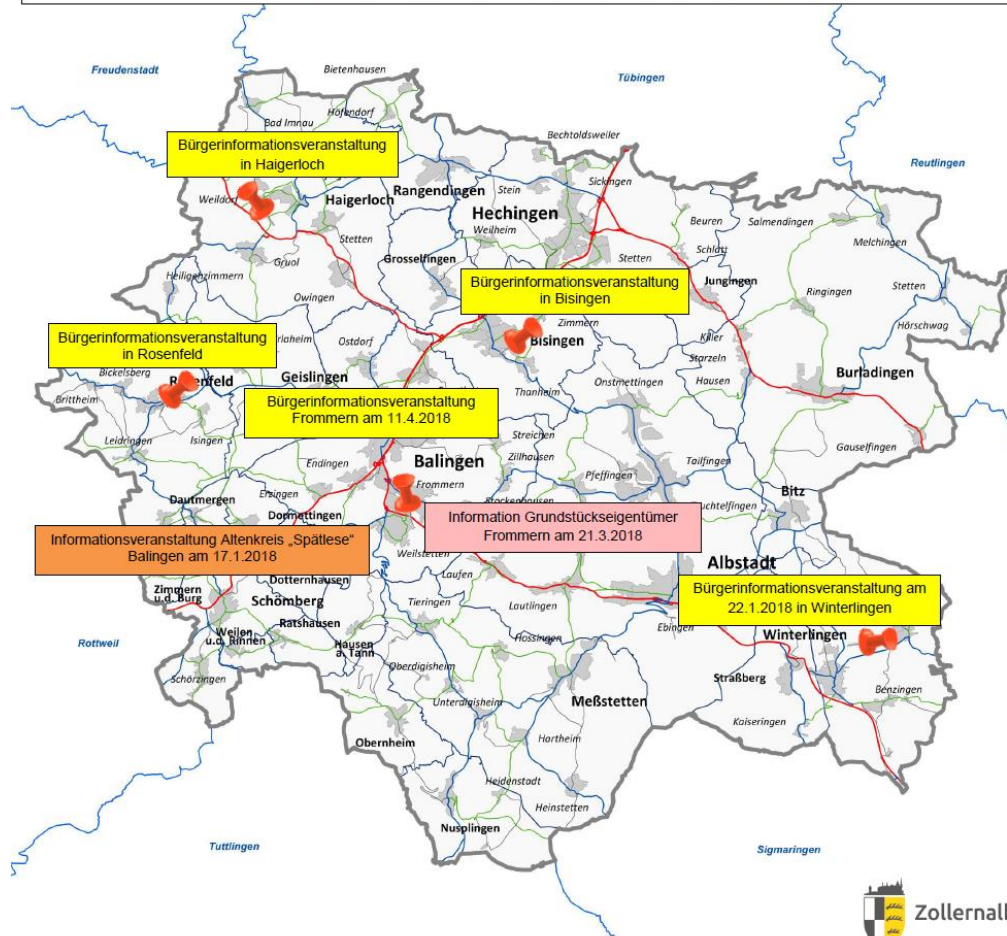 Freudenstadt
Bietenhausen
Tübingen
Höfendorf
Bad Imnau
Bechtoldsweiler
Bürgerinformationsveranstaltung
in Haigerloch
Reutlingen
Weildorf
Haigerloch
Rangendingen
Stein
Sickingen
Hechingen
Weilheim
Beuren
Salmendingen
Melchingen
Stetten
Grosselfingen
Stetten
Schlatt
Gruol
Heiligenzimmern
Jungingen
Ringingen
Stetten
Owingen
Bürgerinformationsveranstaltung
in Bisingen
Hörschwag
Zimmern
Bisingen
Bürgerinformationsveranstaltung
in Rosenfeld
Ostdorf
Killer
Starzeln
Bickelsberg
Geislingen
Onstmettingen
Hausen
Burladingen
Brittheim
Thanheim
Bürgerinformationsveranstaltung
Frommern am 11.4.2018
Leidringen
Isingen
Streichen
Zillhausen
Gauselfingen
Endingen
Balingen
Pfeffingen
Tailfingen
Erzingen
Frommern
Bitz
Dautmergen
Dormettingen
Information Grundstückseigentümer
Frommern am 21.3.2018
Informationsveranstaltung Altenkreis „Spätlese“
Balingen am 17.1.2018
Weilstetten
Laufen
Albstadt
Zimmern
u.d. Burg
Dotternhausen
Schömberg
Tieringen
Lautlingen
Bürgerinformationsveranstaltung am
22.1.2018 in Winterlingen
Ratshausen
Ebingen
Weilen
u.d. Rinnen
Hausen
a. Tann
Hossingen
Winterlingen
Rottweil
Oberdigisheim
Straßberg
Schörzingen
Unterdigisheim
Meßstetten
Benzingen
Kaiseringen
Obernheim
Hartheim
Heidenstadt
Heinstetten
Nusplingen
Tuttlingen
Sigmaringen
Zollernal